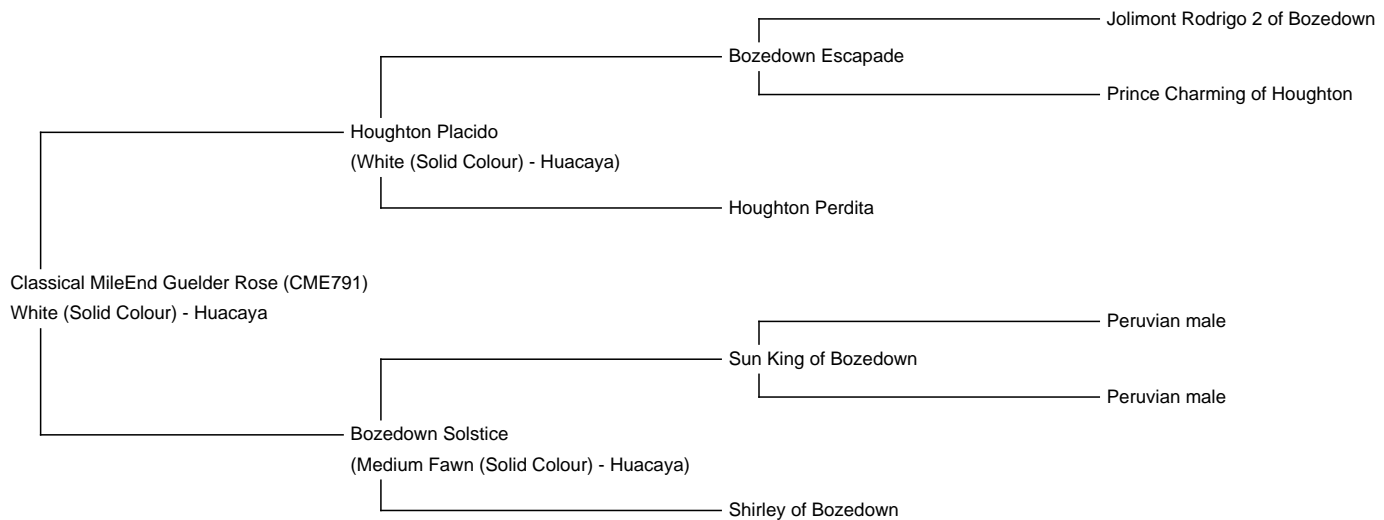 Jolimont Rodrigo 2 of Bozedown
Bozedown Escapade
Prince Charming of Houghton
Houghton Placido
(White (Solid Colour) - Huacaya)
Houghton Perdita
Classical MileEnd Guelder Rose (CME791)
White (Solid Colour) - Huacaya
Peruvian male
Sun King of Bozedown
Peruvian male
Bozedown Solstice
(Medium Fawn (Solid Colour) - Huacaya)
Shirley of Bozedown